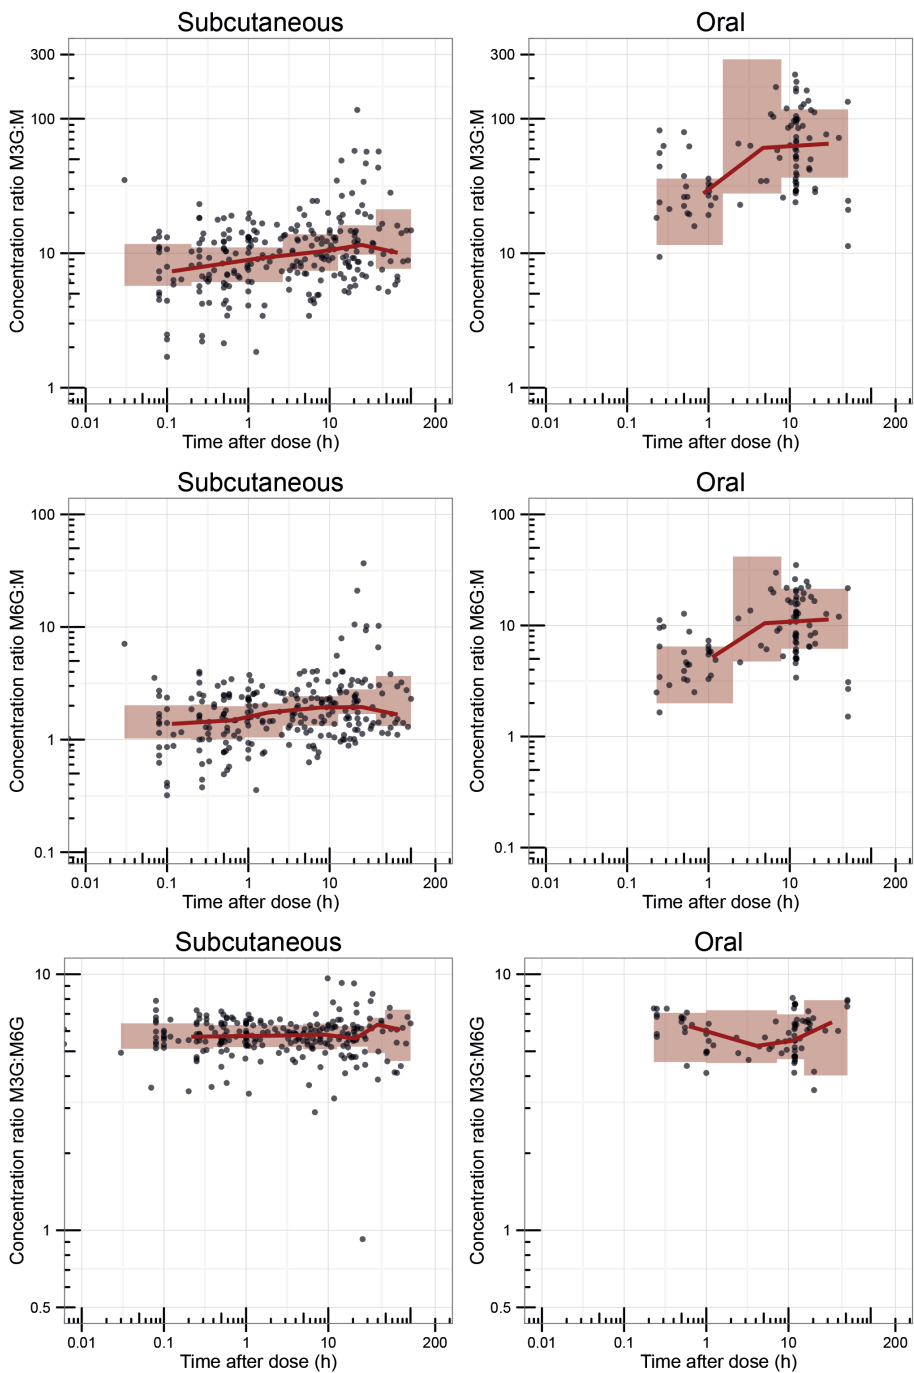 Subcutaneous
Oral
Concentration ratio M3G:M
300
100
10
1
0.01
0.1
1
10
200
Time after dose (h)
Concentration ratio M3G:M
300
100
10
1
0.01
0.1
1
10
200
Time after dose (h)
Subcutaneous
Oral
Concentration ratio M6G:M
100
10
1
0.1
0.01
0.1
1
10
200
Time after dose (h)
Concentration ratio M6G:M
100
10
1
0.1
0.01
0.1
1
10
200
Time after dose (h)
Subcutaneous
Oral
Concentration ratio M3G:M6G
10
1
0.5
0.01
0.1
1
10
200
Time after dose (h)
Concentration ratio M3G:M6G
10
1
0.5
0.01
0.1
1
10
200
Time after dose (h)